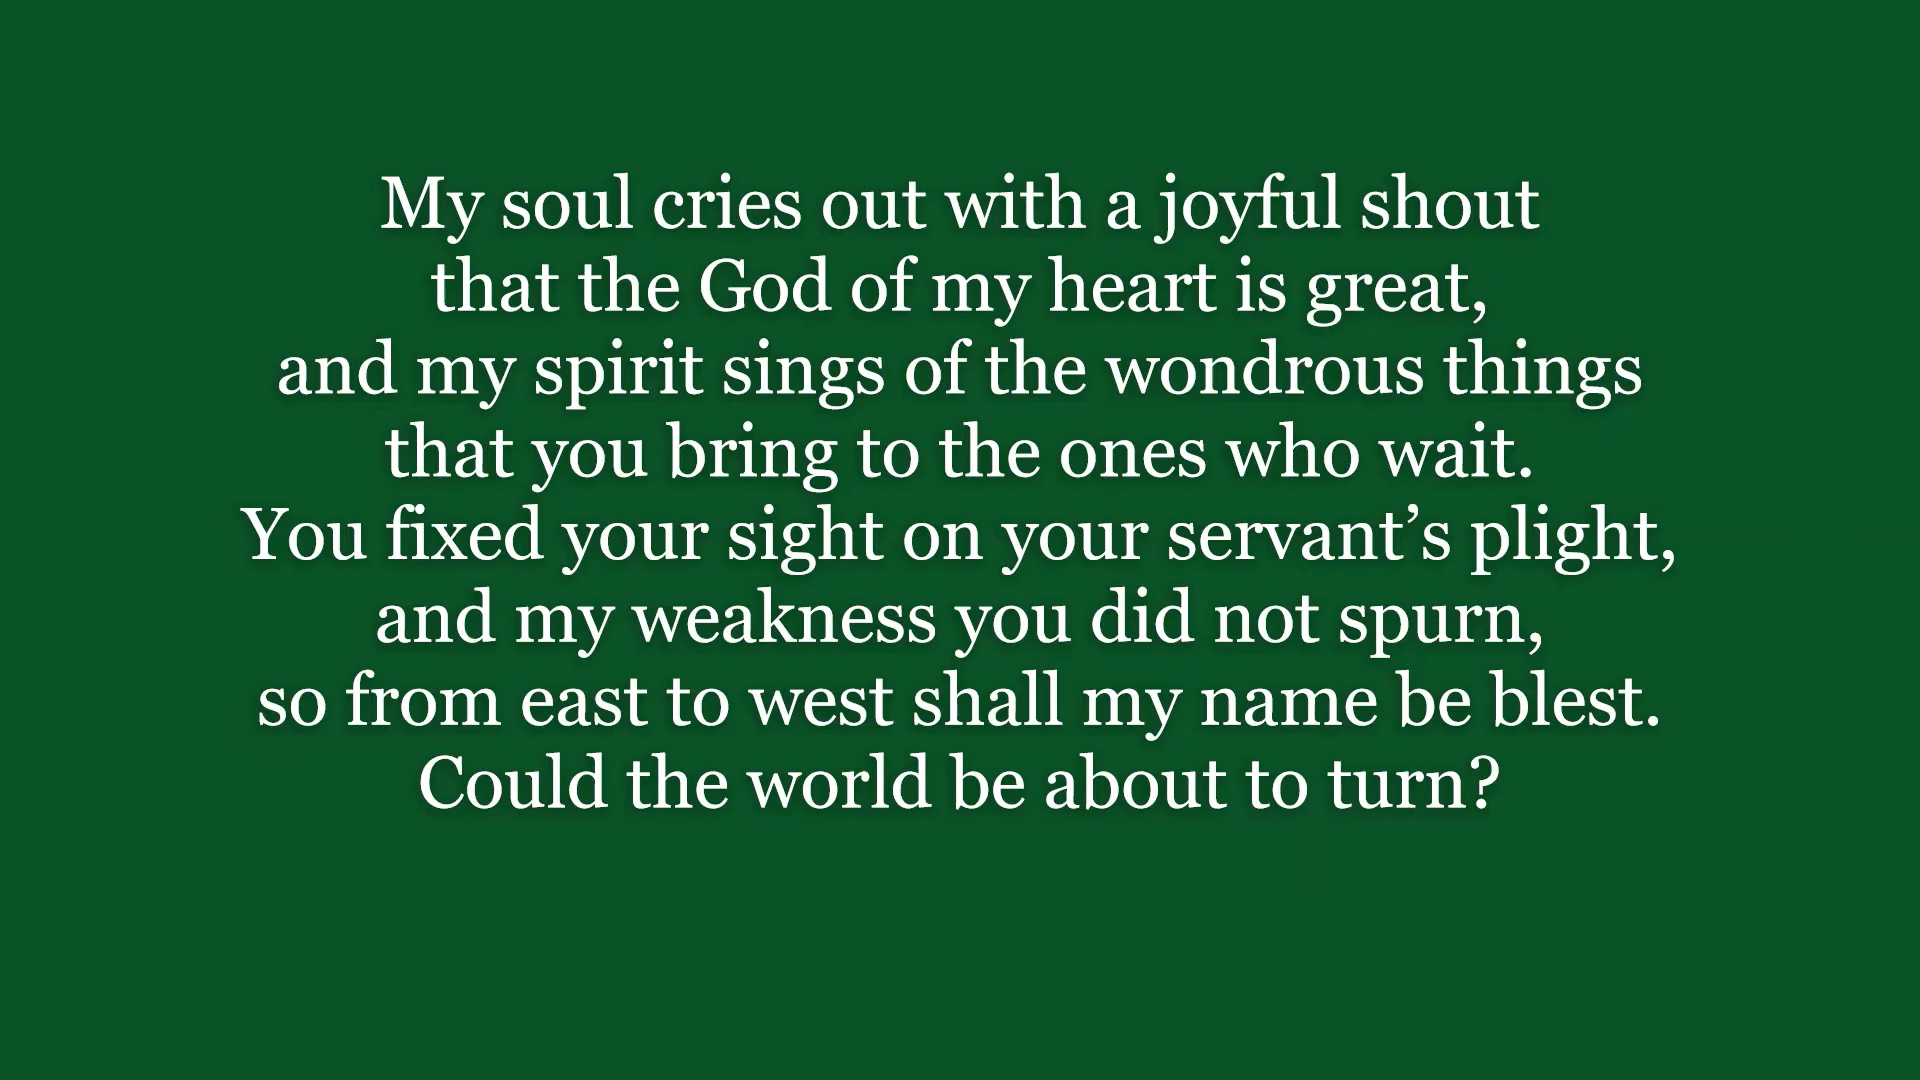 My soul cries out with a joyful shout
that the God of my heart is great,
and my spirit sings of the wondrous things
that you bring to the ones who wait.
You fixed your sight on your servant’s plight,
and my weakness you did not spurn,
so from east to west shall my name be blest.
Could the world be about to turn?